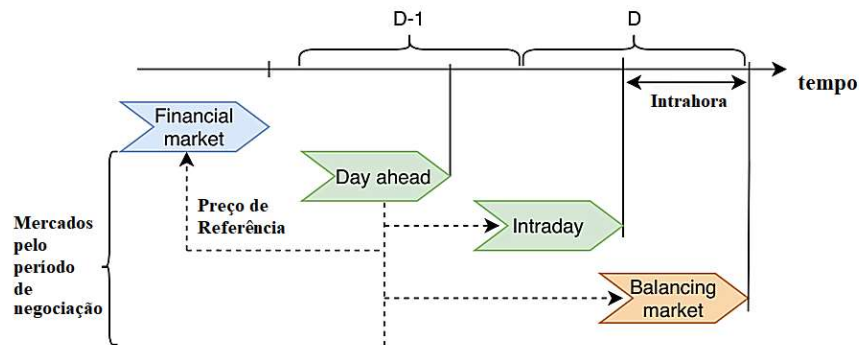 D-1
D
tempo
Intrahora
Financial
market
Day ahead
Preço de
Referência
Intraday
Mercados
pelo
período
de
negociação
Balancing
market